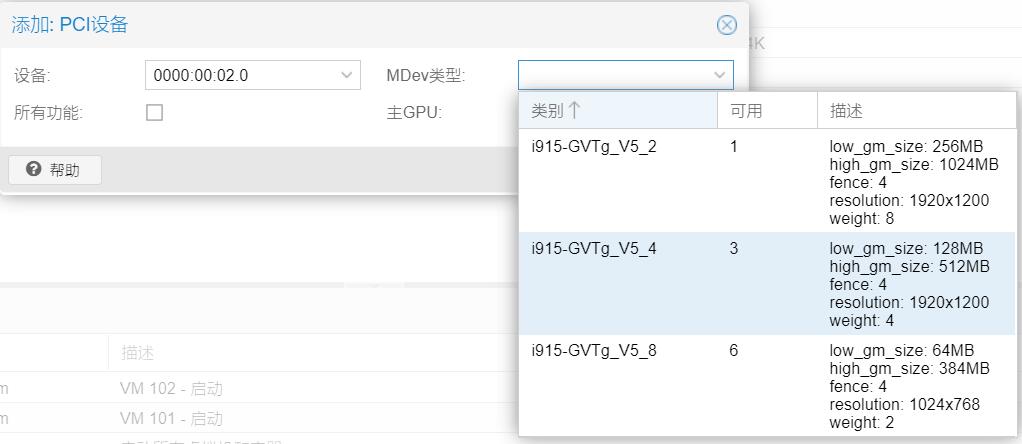 添加: PCI设备
4K
设备:
0000:00:02.0
MDev类型:
所有功能:
主GPU:
帮助
类别
可用
描述
i915-GVTg_V5_2
1
low_gm_size: 256MB
high_gm_size: 1024MB
fence: 4
resolution: 1920x1200
weight: 8
i915-GVTg_V5_4
3
low_gm_size: 128MB
high_gm_size: 512MB
fence: 4
resolution: 1920x1200
weight: 4
i915-GVTg_V5_8
6
low_gm_size: 64MB
high_gm_size: 384MB
fence: 4
resolution: 1024x768
weight: 2
描述
m
VM 102 - 启动
m
VM 101 - 启动